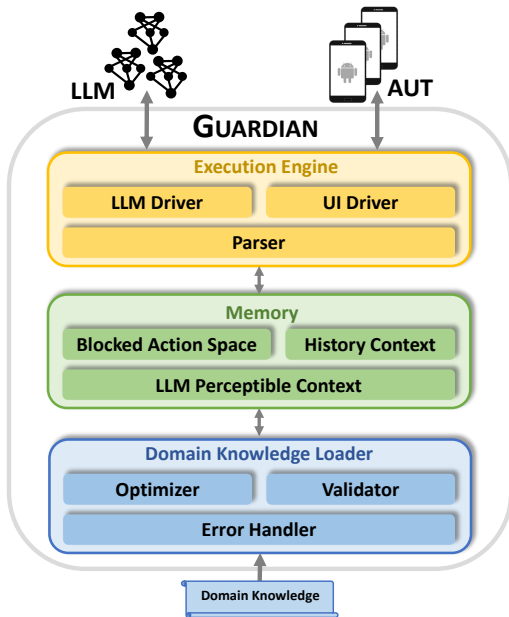 LLM
AUT
GUARDIAN
Execution Engine
LLM Driver
UI Driver
Parser
Memory
Blocked Action Space
History Context
LLM Perceptible Context
Domain Knowledge Loader
Optimizer
Validator
Error Handler
Domain Knowledge